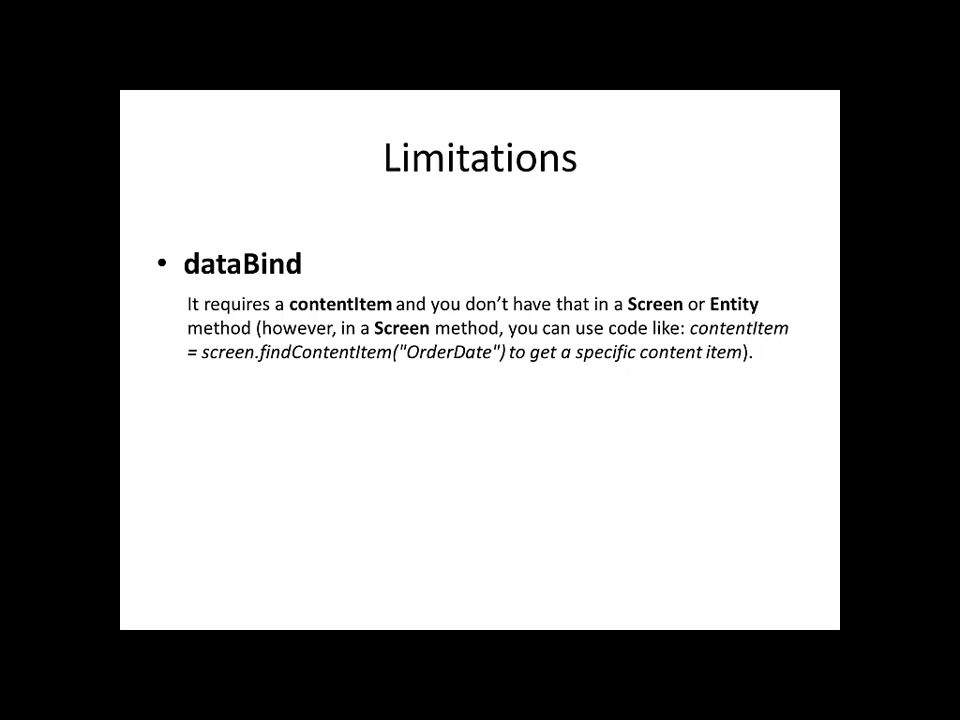 Limitations
• dataBind
It requires a contentItem and you don’t have that in a Screen or Entity
method (however, in a Screen method, you can use code like: contentItem
= screen.findContentItem("OrderDate") to get a specific content item).